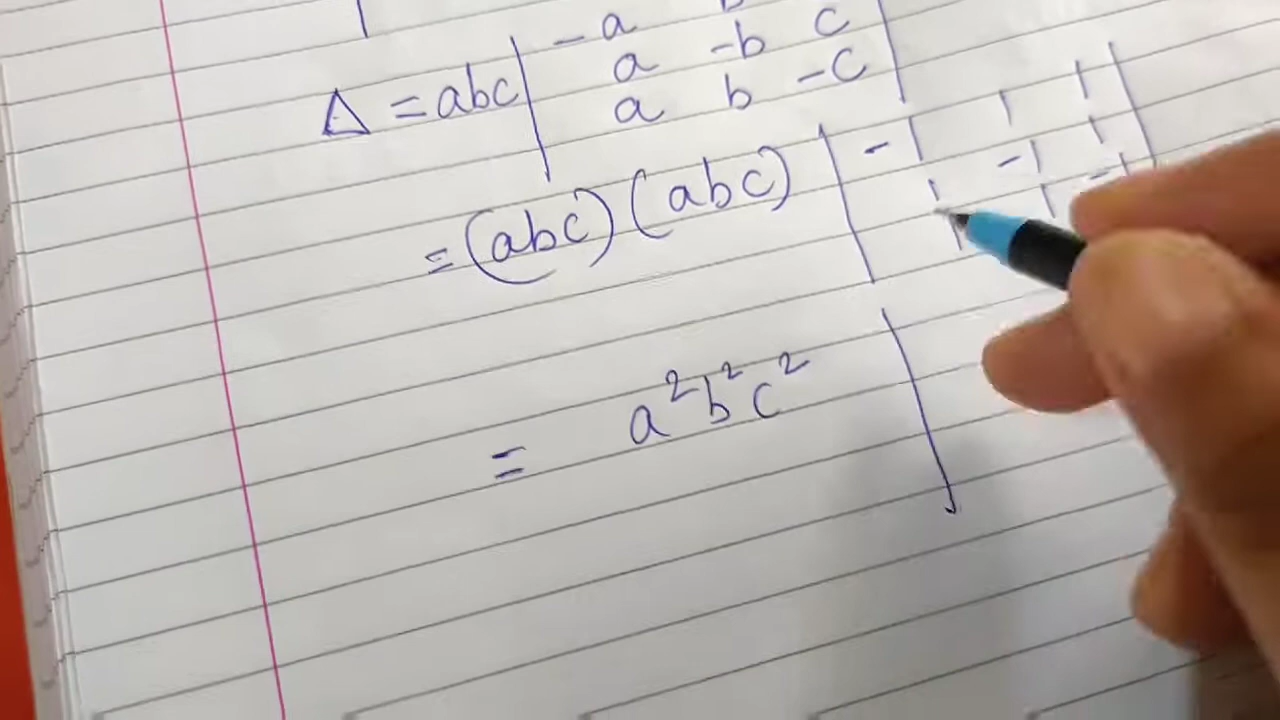 Δ = abc | -a b c |
a -b c
a b -c
= (abc) (abc) | -1 1 1 |
1 -1 1
1 1 -1
= a²b²c² |